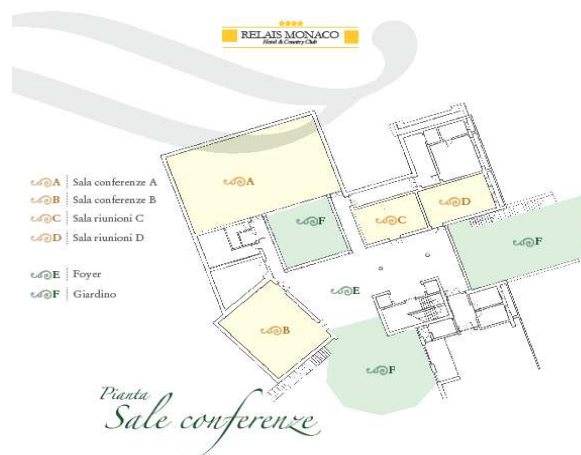 RELAIS MONACO
Hotel & Country Club
A Sala conferenze A
B Sala conferenze B
C Sala riunioni C
D Sala riunioni D
E Foyer
F Giardino
A
F
C
D
F
E
B
F
Pianta
Sale conferenze